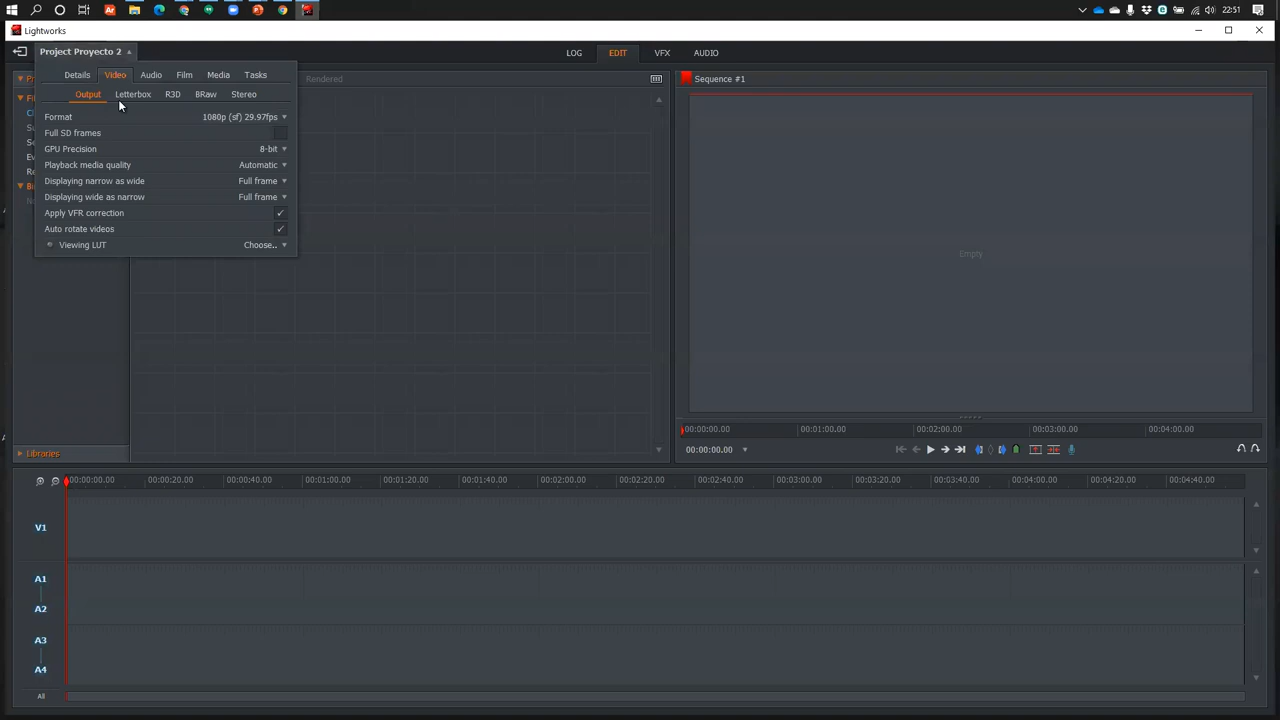 22:51
Lightworks
Project Proyecto 2
LOG
EDIT
VFX
AUDIO
Details
Video
Audio
Film
Media
Tasks
Rendered
Sequence #1
Output
Letterbox
R3D
BRaw
Stereo
Format
1080p (sf) 29.97fps
Full SD frames
GPU Precision
8-bit
Playback media quality
Automatic
Displaying narrow as wide
Full frame
Displaying wide as narrow
Full frame
Apply VFR correction
Auto rotate videos
Viewing LUT
Choose..
Empty
00:00:00.00
00:01:00.00
00:02:00.00
00:03:00.00
00:04:00.00
00:00:00.00
Libraries
00:00:00.00
00:00:20.00
00:00:40.00
00:01:00.00
00:01:20.00
00:01:40.00
00:02:00.00
00:02:20.00
00:02:40.00
00:03:00.00
00:03:20.00
00:03:40.00
00:04:00.00
00:04:20.00
00:04:40.00
V1
A1
A2
A3
A4
All